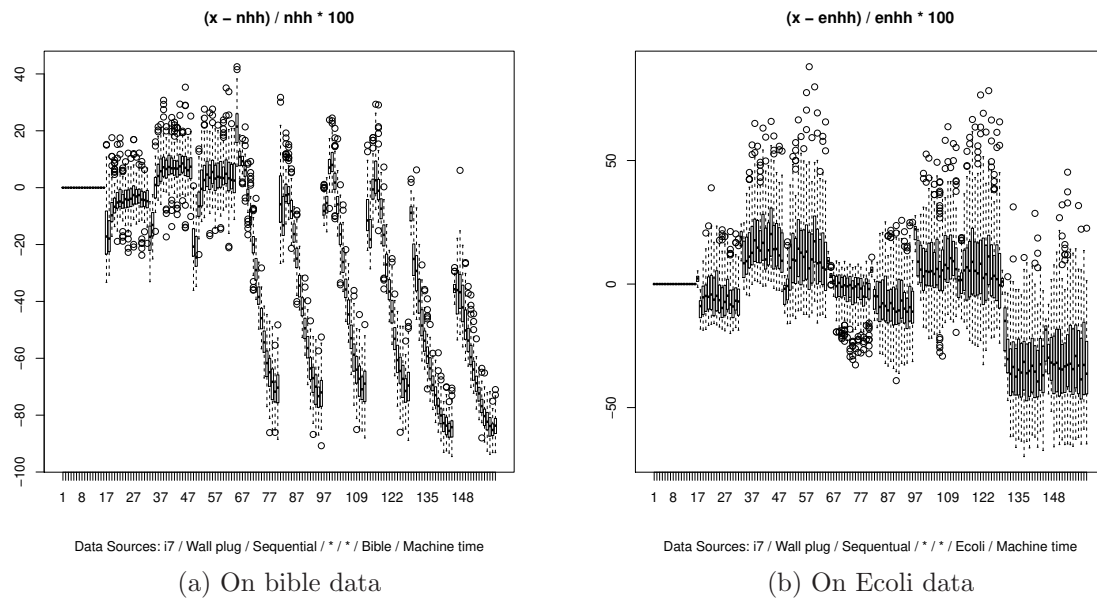 (x − nhh) / nhh * 100
40
20
0
−20
−40
−60
−80
−100
1 8 17 27 37 47 57 67 77 87 97 109 122 135 148
Data Sources: i7 / Wall plug / Sequential / * / * / Bible / Machine time
(a) On bible data
(x − enhh) / enhh * 100
50
0
−50
1 8 17 27 37 47 57 67 77 87 97 109 122 135 148
Data Sources: i7 / Wall plug / Sequentual / * / * / Ecoli / Machine time
(b) On Ecoli data